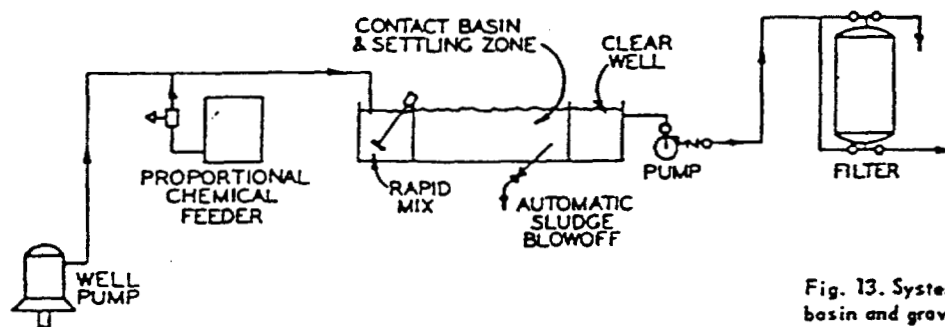 CONTACT BASIN
& SETTLING ZONE
CLEAR
WELL
PROPORTIONAL
CHEMICAL
FEEDER
RAPID
MIX
AUTOMATIC
SLUDGE
BLOWOFF
PUMP
FILTER
WELL
PUMP
Fig. 13. Syste
basin and grav